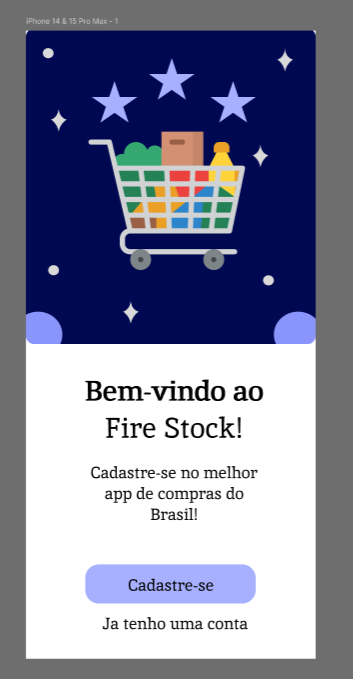 iPhone 14 & 15 Pro Max - 1
Bem-vindo ao
Fire Stock!
Cadastre-se no melhor
app de compras do
Brasil!
Cadastre-se
Ja tenho uma conta